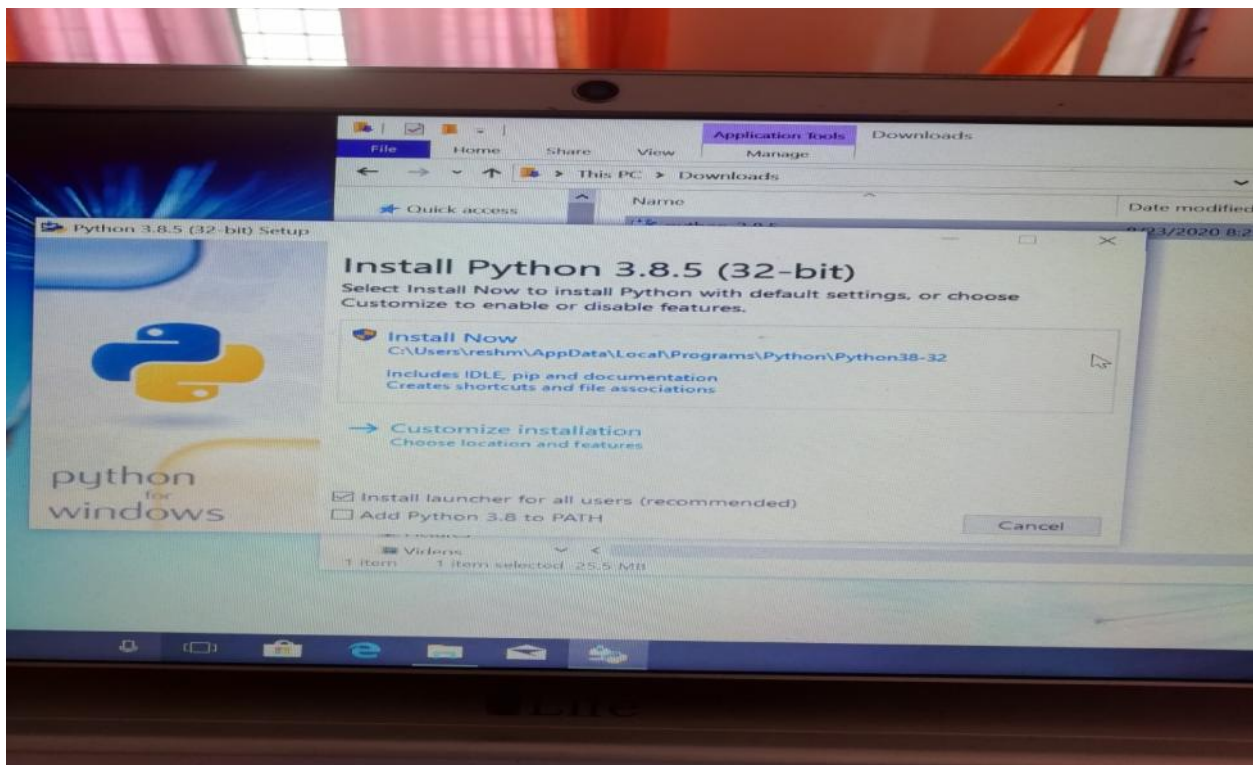 Application Tools
Downloads
File
Home
Share
View
Manage
This PC > Downloads
Quick access
Name
Date modified
Python 3.8.5 (32-bit) Setup
Install Python 3.8.5 (32-bit)
Select Install Now to install Python with default settings, or choose
Customize to enable or disable features.
Install Now
C:\Users\reshm\AppData\Local\Programs\Python\Python38-32
Includes IDLE, pip and documentation
Creates shortcuts and file associations
Customize installation
Choose location and features
python
for
windows
Install launcher for all users (recommended)
Add Python 3.8 to PATH
Cancel
Videos
1 item 1 item selected 25.5 MB